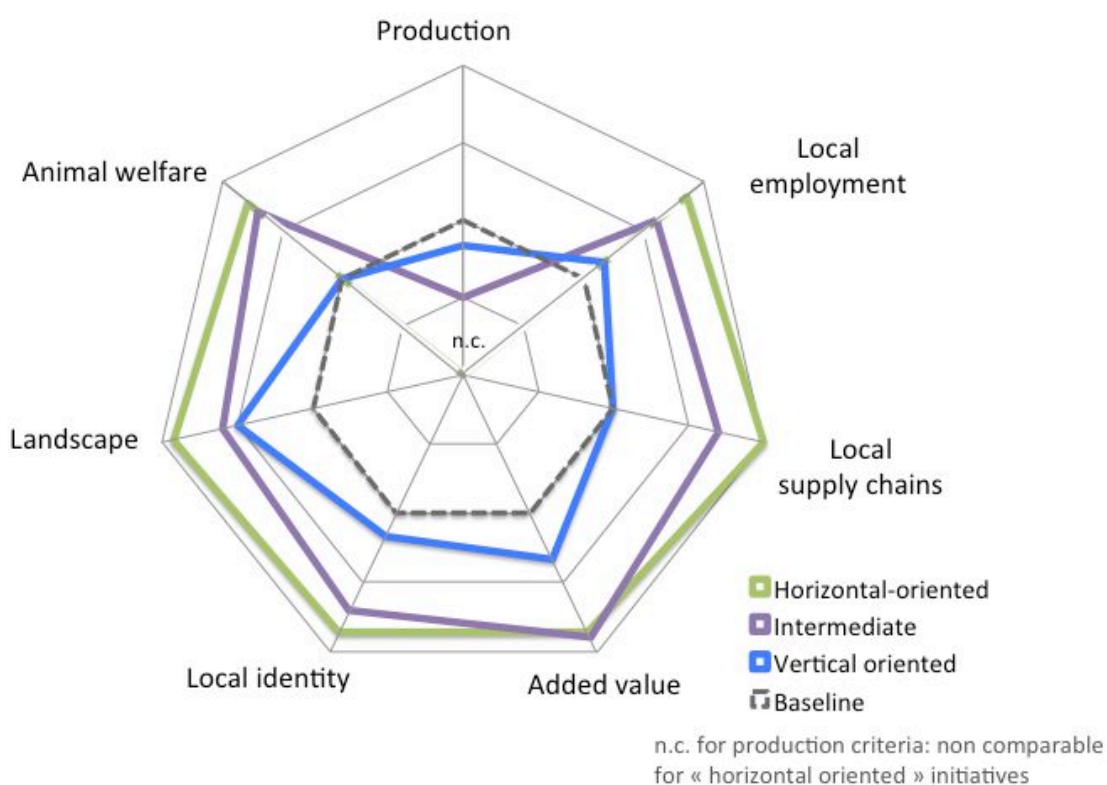 Production
Animal welfare
Local
employment
n.c.
Landscape
Local
supply chains
Local identity
Added value
Horizontal-oriented
Intermediate
Vertical oriented
Baseline
n.c. for production criteria: non comparable
for « horizontal oriented » initiatives